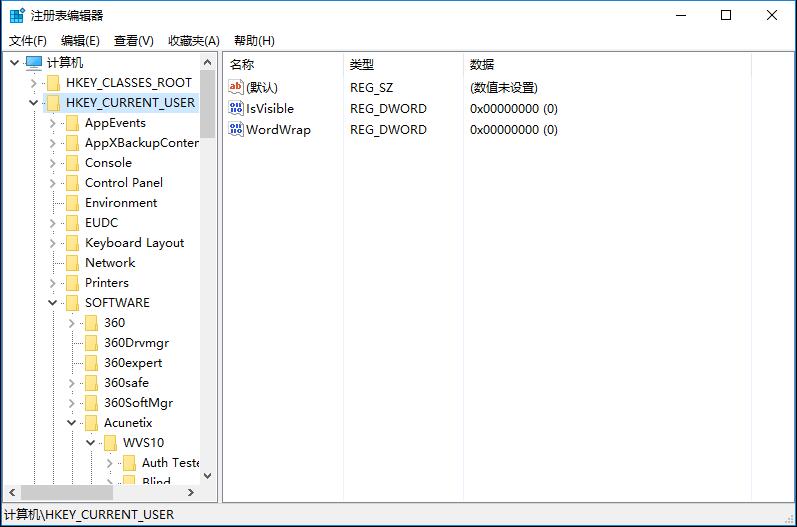 注册表编辑器
文件(F) 编辑(E) 查看(V) 收藏夹(A) 帮助(H)
计算机
HKEY_CLASSES_ROOT
HKEY_CURRENT_USER
AppEvents
AppXBackupConten
Console
Control Panel
Environment
EUDC
Keyboard Layout
Network
Printers
SOFTWARE
360
360Drvmgr
360expert
360safe
360SoftMgr
Acunetix
WVS10
Auth Teste
Blind
名称 类型 数据
ab (默认) REG_SZ (数值未设置)
IsVisible REG_DWORD 0x00000000 (0)
WordWrap REG_DWORD 0x00000000 (0)
计算机\HKEY_CURRENT_USER